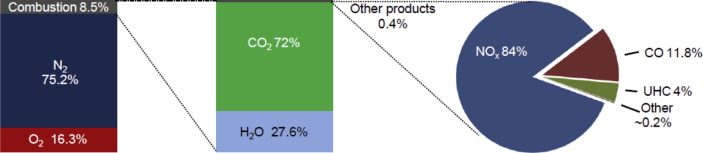 Combustion 8.5%
N₂
75.2%
O₂ 16.3%
CO₂ 72%
H₂O 27.6%
Other products
0.4%
NOₓ 84%
CO 11.8%
UHC 4%
Other
~0.2%